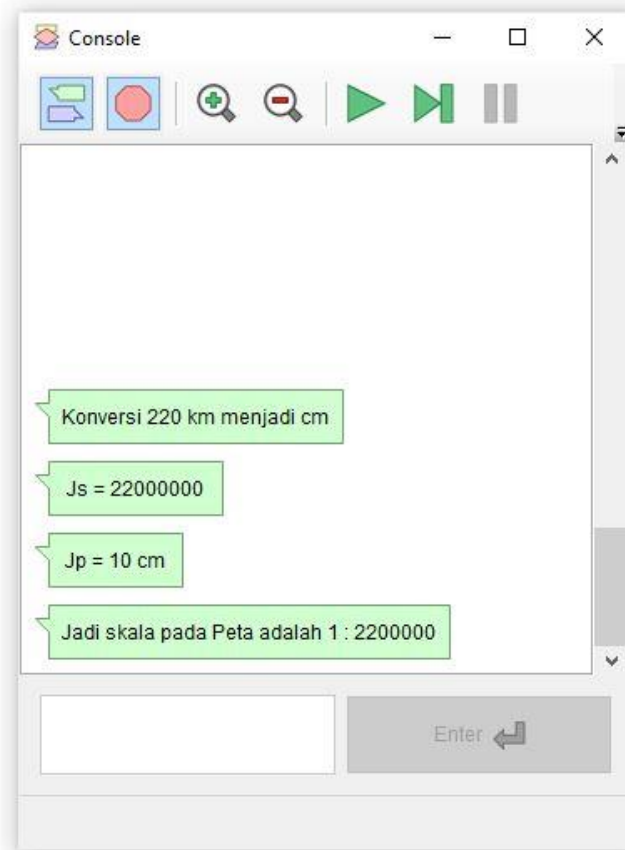 Console
Konversi 220 km menjadi cm
Js = 22000000
Jp = 10 cm
Jadi skala pada Peta adalah 1 : 2200000
Enter